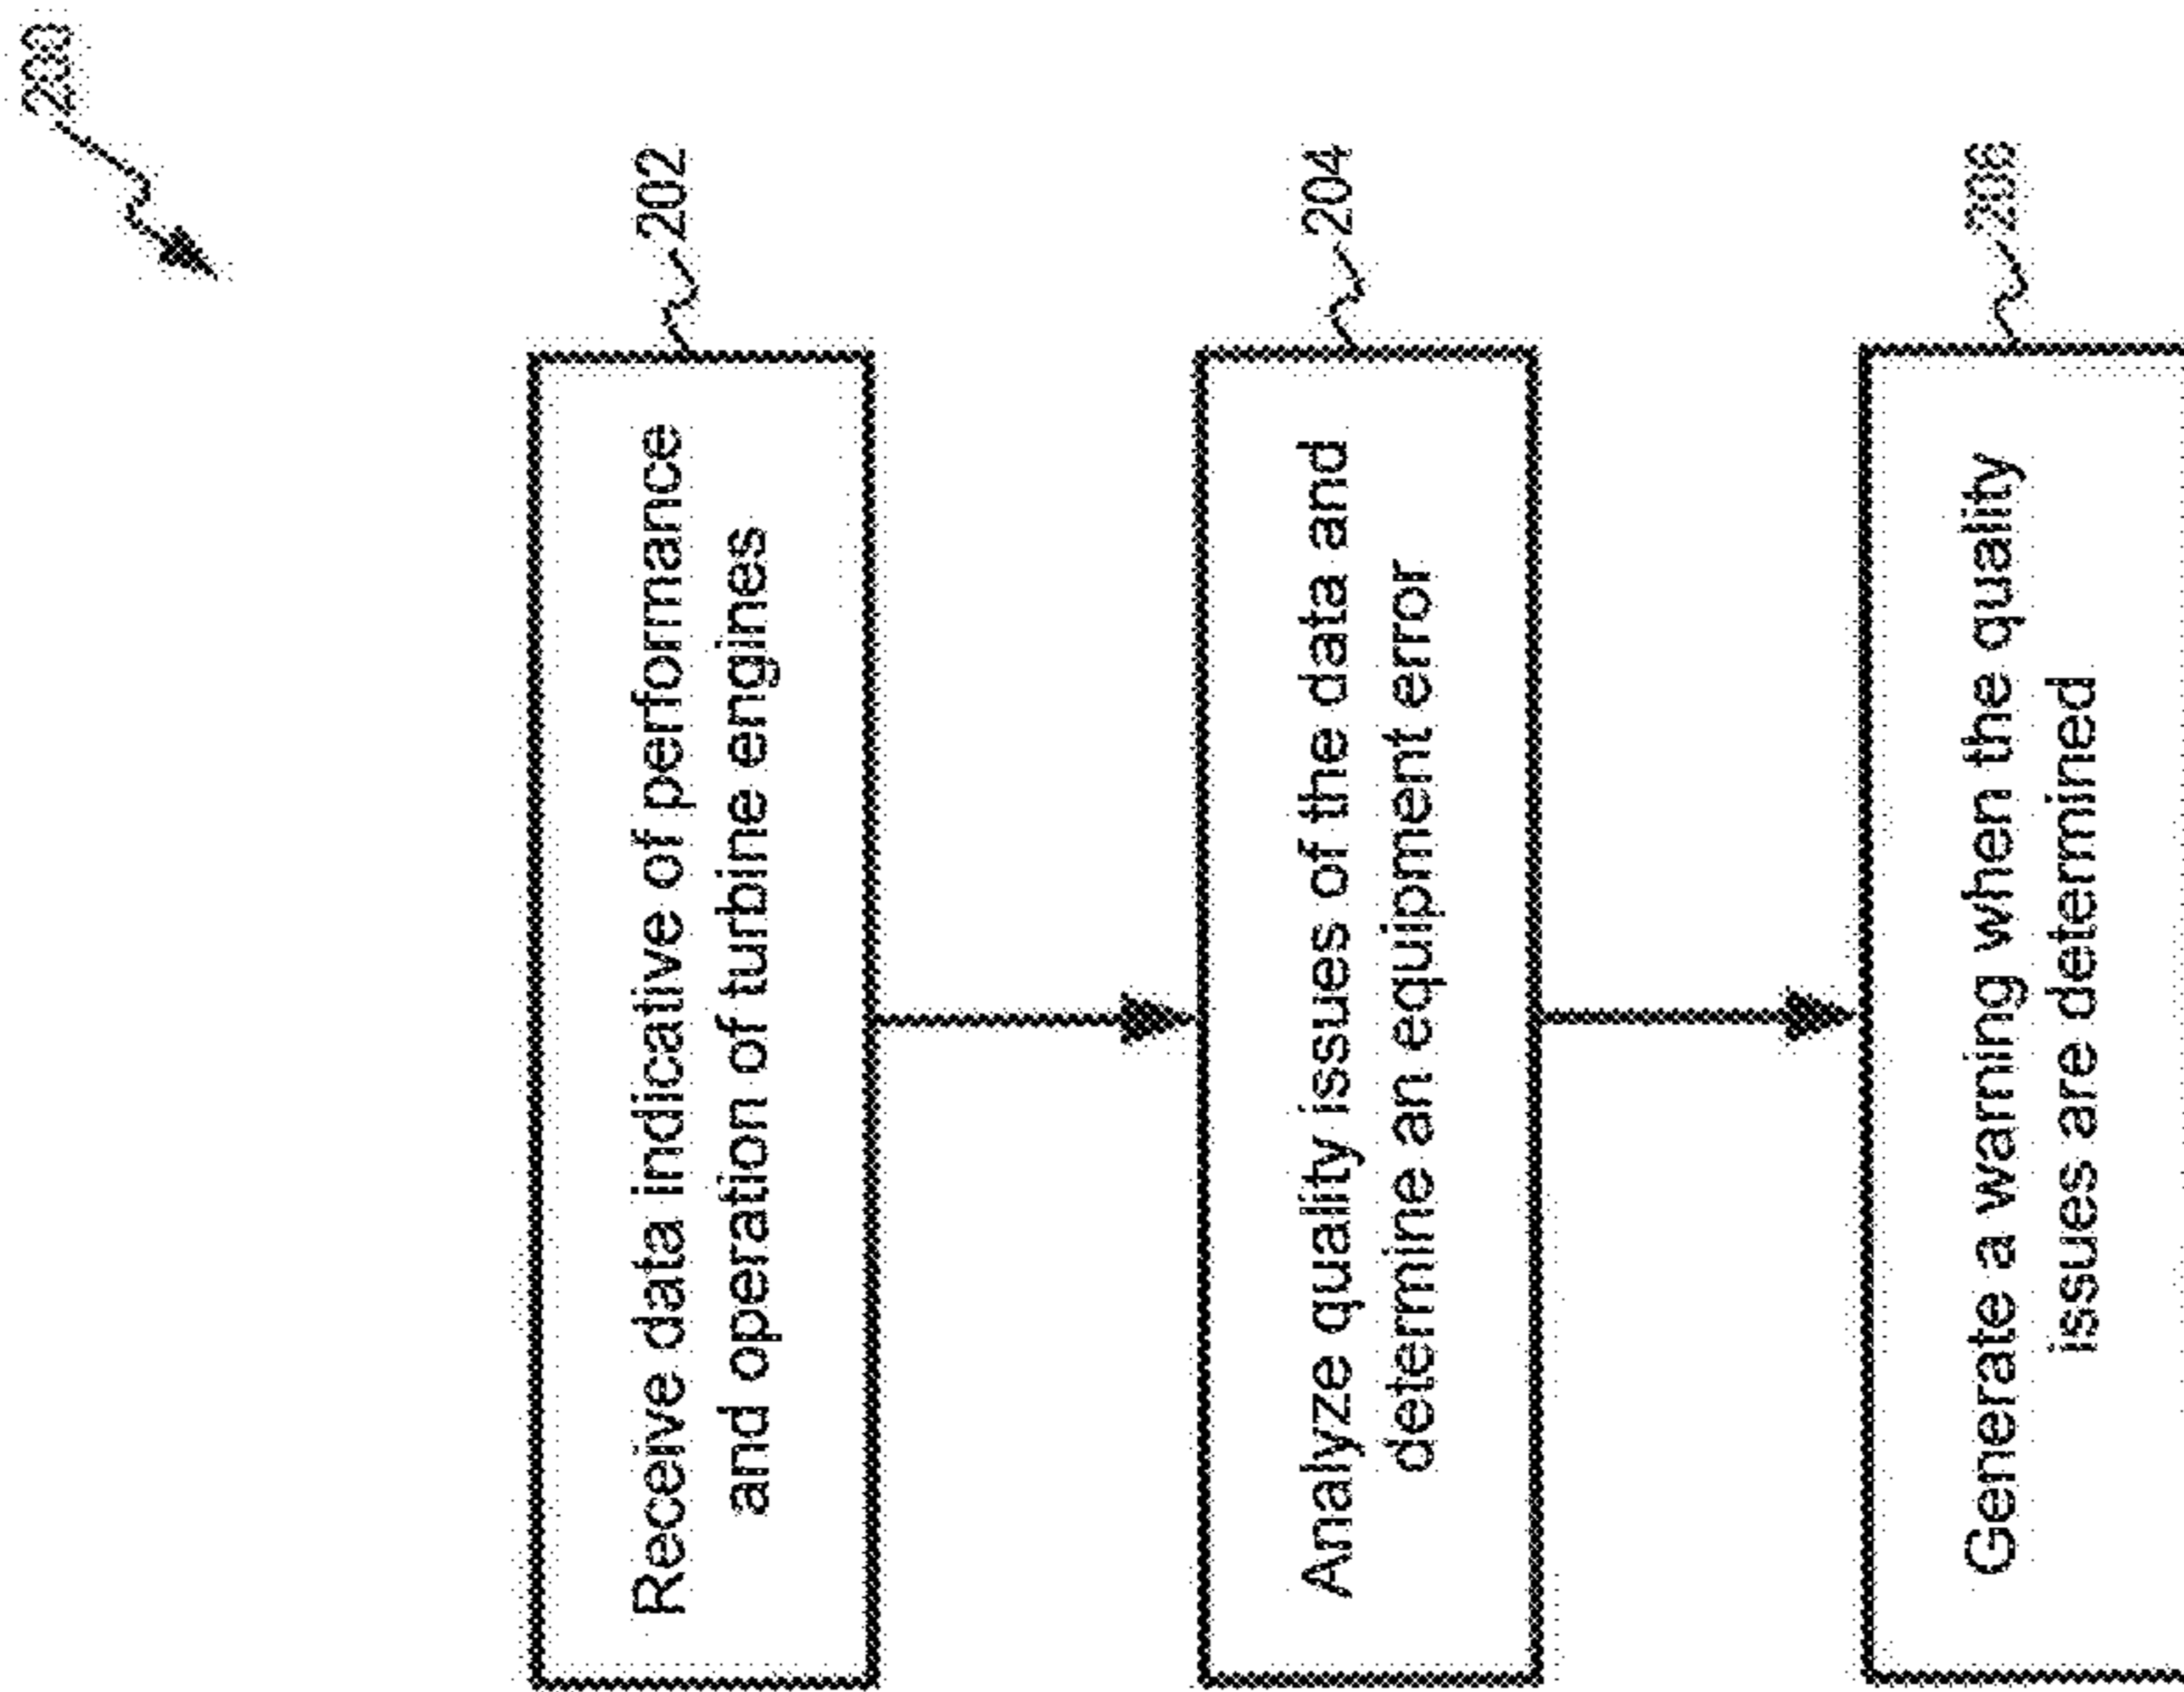 200
Receive data indicative of performance
and operation of turbine engines
202
Analyze quality issues of the data and
determine an equipment error
204
Generate a warning when the quality
issues are determined